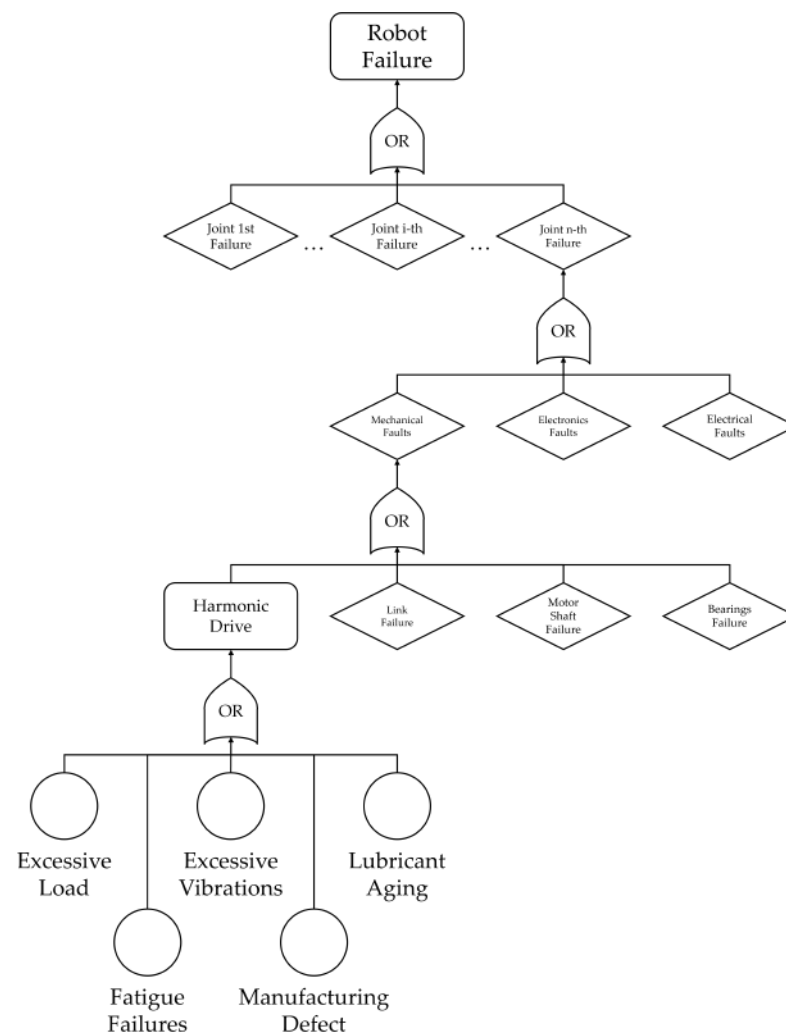 Robot
Failure
OR
Joint 1st
Failure
...
Joint i-th
Failure
...
Joint n-th
Failure
OR
Mechanical
Faults
Electronics
Faults
Electrical
Faults
OR
Harmonic
Drive
Link
Failure
Motor
Shaft
Failure
Bearings
Failure
OR
Excessive
Load
Excessive
Vibrations
Lubricant
Aging
Fatigue
Failures
Manufacturing
Defect